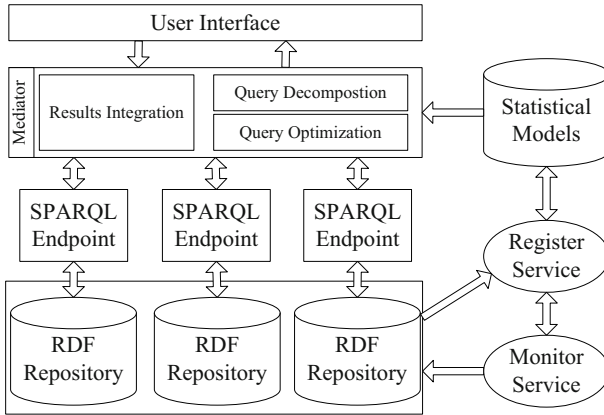 User Interface
Mediator
Results Integration
Query Decompostion
Query Optimization
Statistical
Models
SPARQL
Endpoint
SPARQL
Endpoint
SPARQL
Endpoint
Register
Service
RDF
Repository
RDF
Repository
RDF
Repository
Monitor
Service